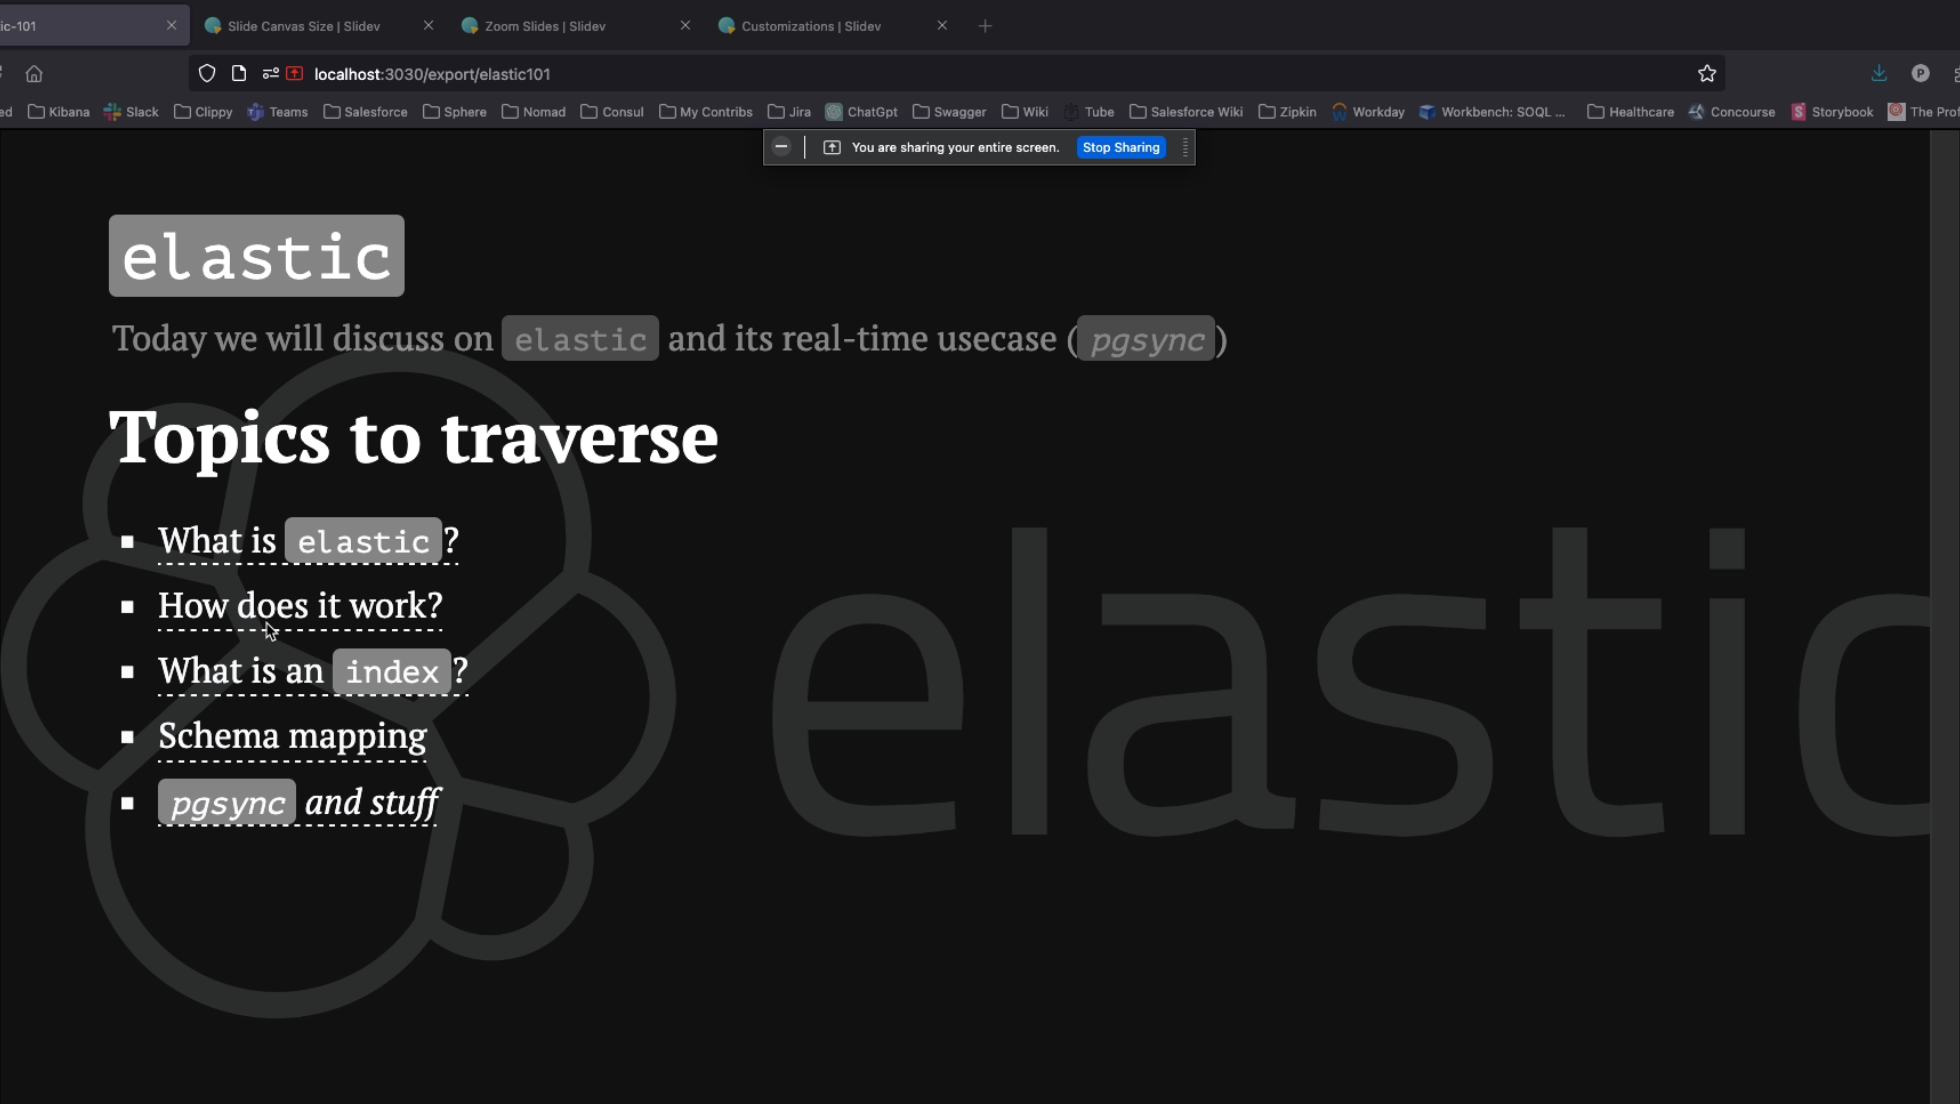 ic-101
Slide Canvas Size | Slidev
Zoom Slides | Slidev
Customizations | Slidev
localhost:3030/export/elastic101
P
ed Kibana Slack Clippy Teams Salesforce Sphere Nomad Consul My Contribs Jira ChatGpt Swagger Wiki Tube Salesforce Wiki Zipkin Workday Workbench: SOQL ... Healthcare Concourse Storybook The Prof
You are sharing your entire screen. Stop Sharing
elastic
Today we will discuss on elastic and its real-time usecase (pgsync)
Topics to traverse
What is elastic?
How does it work?
What is an index?
Schema mapping
pgsync and stuff
elastic